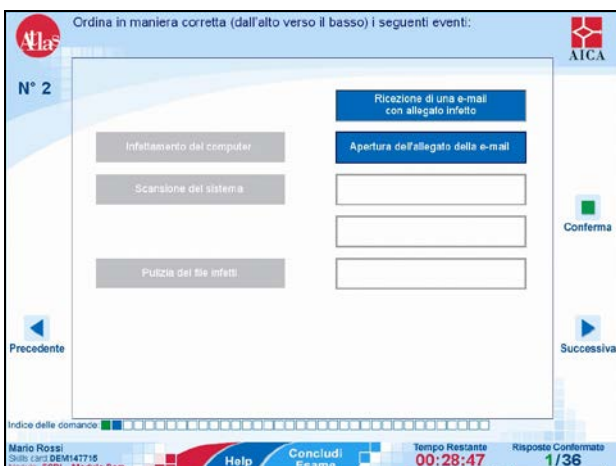 Ordina in maniera corretta (dall'alto verso il basso) i seguenti eventi:
Atlas
AICA
N° 2
Ricezione di una e-mail
con allegato infetto
Infettamento del computer
Apertura dell'allegato della e-mail
Scansione del sistema
Conferma
Pulizia dei file infetti
Precedente
Successiva
Indice delle domande:
Mario Rossi
Skills card DEM147715
Help
Concludi
Esame
Tempo Restante
00:28:47
Risposte Confermate
1/36